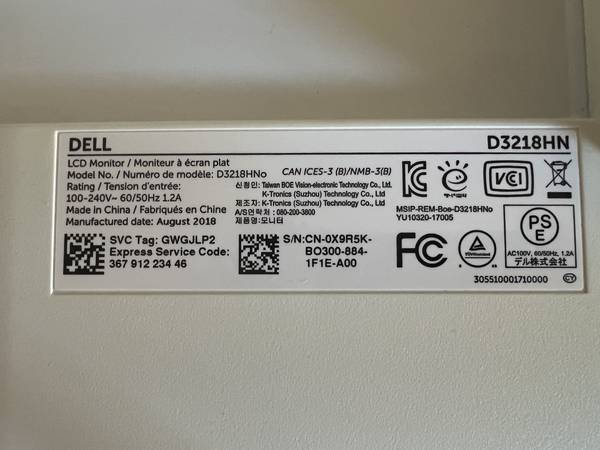 DELL
D3218HN
LCD Monitor / Moniteur à écran plat
Model No. / Numéro de modèle: D3218HNo
Rating / Tension d'entrée:
100-240V~ 60/50Hz 1.2A
Made in China / Fabriqués en Chine
Manufactured date: August 2018
CAN ICES-3 (B)/NMB-3(B)
신청인: Taiwan BOE Vision-electronic Technology Co., Ltd
제조자: K-Tronics (Suzhou) Technology Co., Ltd
제조자: K-Tronics (Suzhou) Technology Co., Ltd
A/S연락처 : 080-200-3800
제품명: 모니터
VCI
MSIP-REM-Boe-D3218HNo
YU10320-17005
SVC Tag: GWGJLP2
Express Service Code:
367 912 234 46
S/N:CN-0X9R5K-
BO300-884-
1F1E-A00
FC
PS
E
AC100V, 60/50Hz, 1.2A
デル株式会社
305510001710000